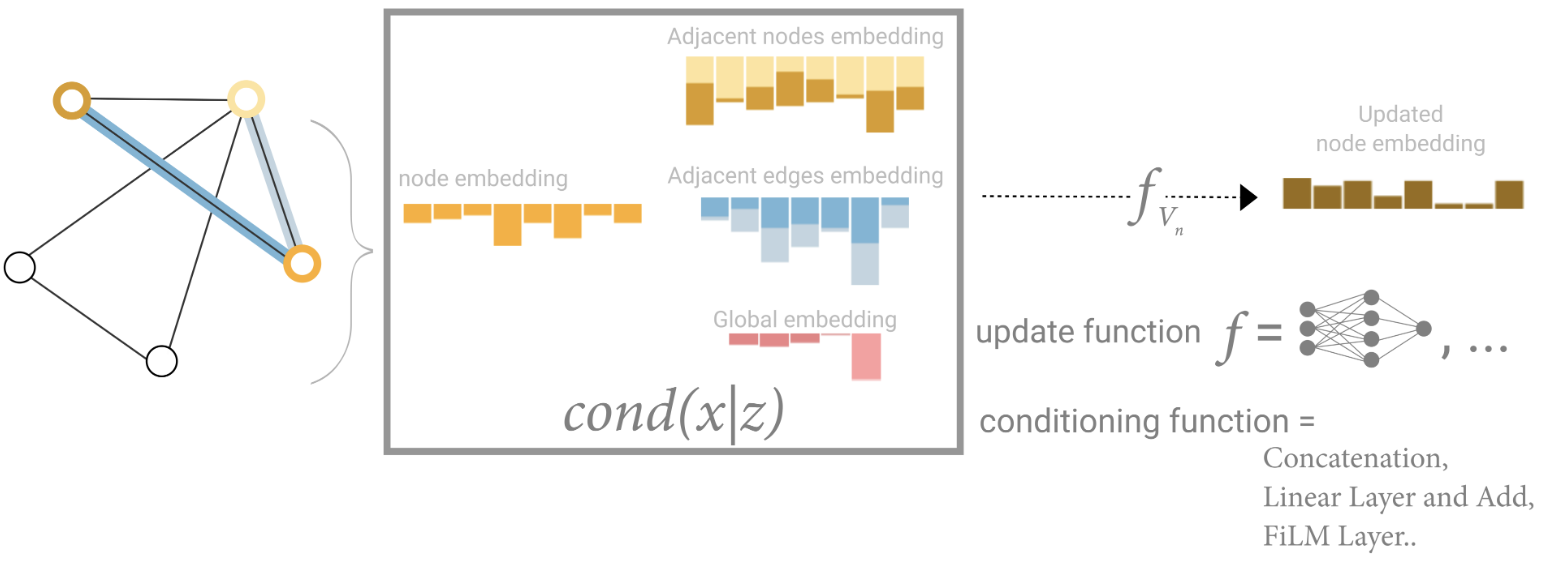 Adjacent nodes embedding
node embedding
Adjacent edges embedding
Global embedding
cond(x|z)
f Vn
Updated
node embedding
update function f = , ...
conditioning function =
Concatenation,
Linear Layer and Add,
FiLM Layer..